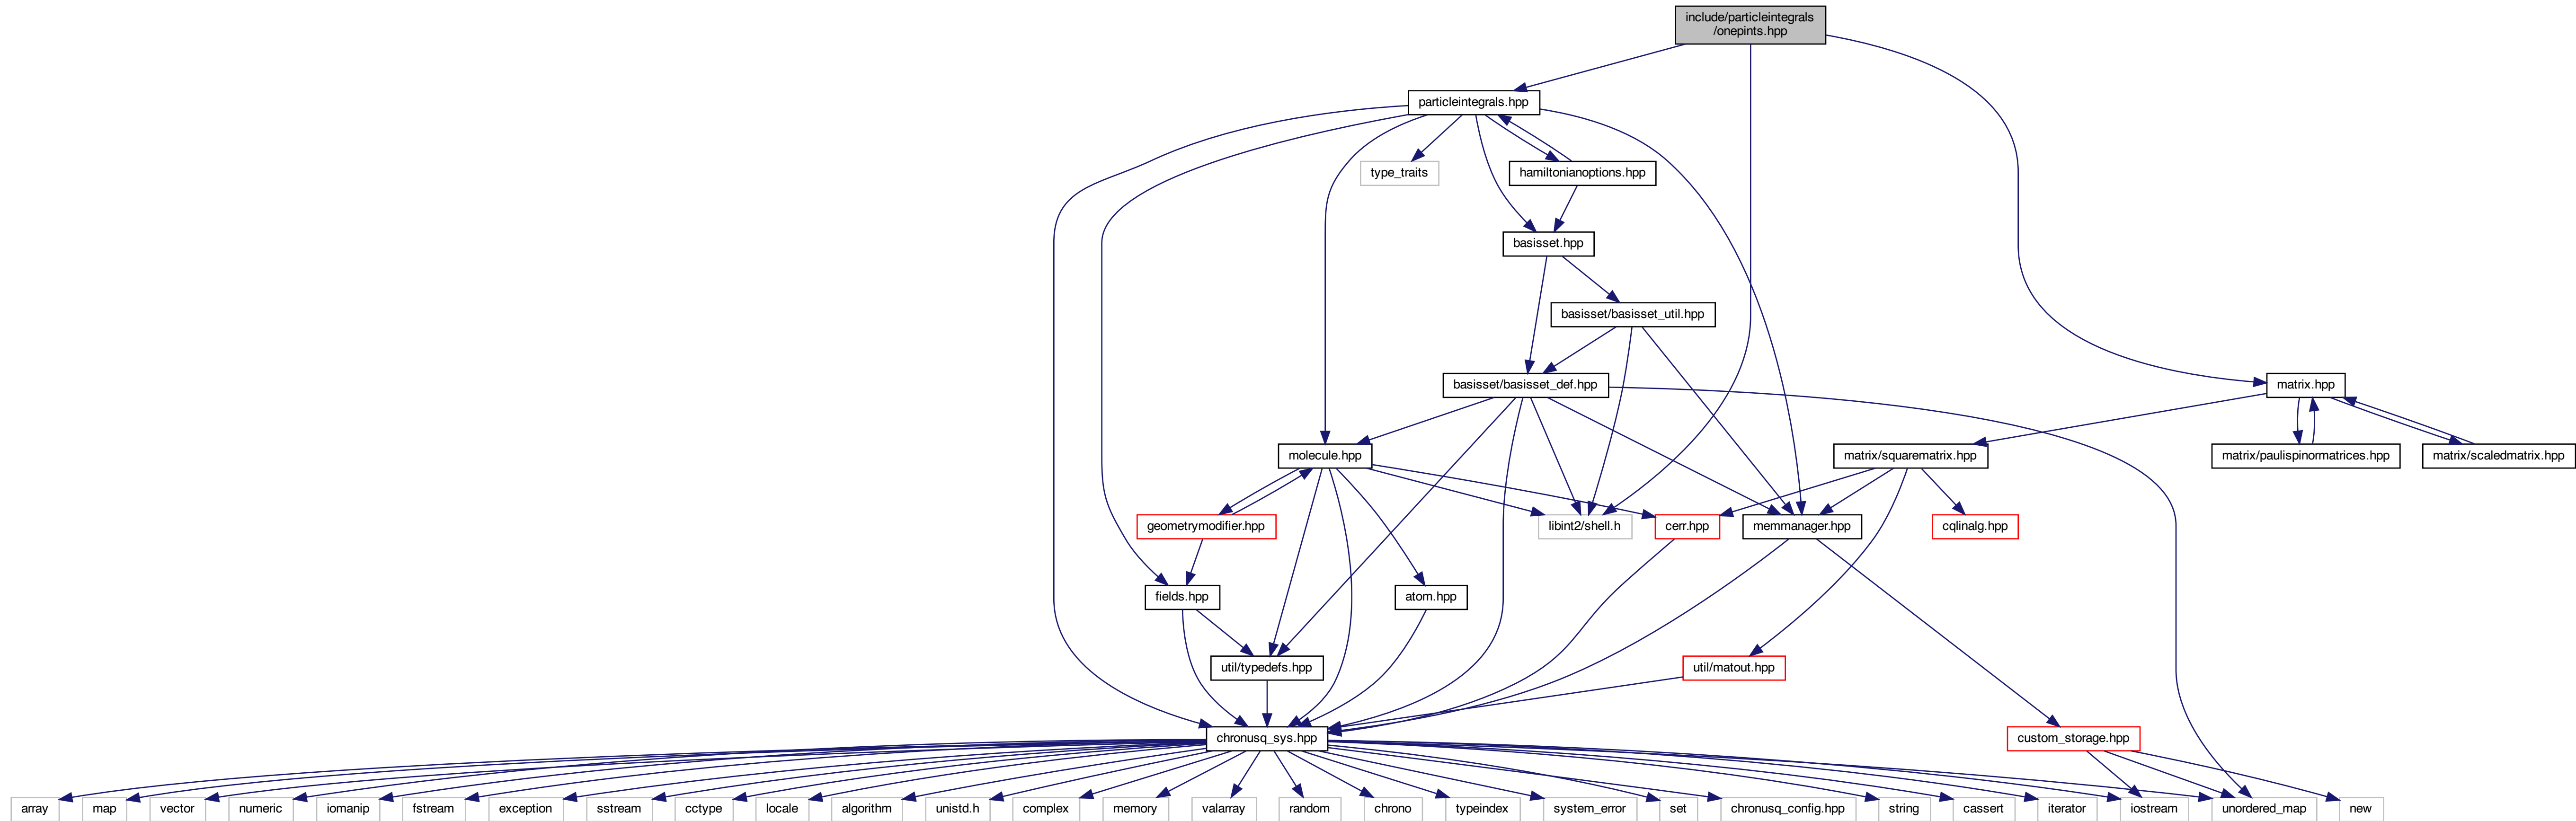 include/particleintegrals
/onepints.hpp
particleintegrals.hpp
type_traits
hamiltonianoptions.hpp
basisset.hpp
basisset/basisset_util.hpp
basisset/basisset_def.hpp
matrix.hpp
molecule.hpp
matrix/squarematrix.hpp
matrix/paulispinormatrices.hpp
matrix/scaledmatrix.hpp
geometrymodifier.hpp
libint2/shell.h
cerr.hpp
memmanager.hpp
cqlinalg.hpp
fields.hpp
atom.hpp
util/typedefs.hpp
util/matout.hpp
chronusq_sys.hpp
custom_storage.hpp
array
map
vector
numeric
iomanip
fstream
exception
sstream
cctype
locale
algorithm
unistd.h
complex
memory
valarray
random
chrono
typeindex
system_error
set
chronusq_config.hpp
string
cassert
iterator
iostream
unordered_map
new